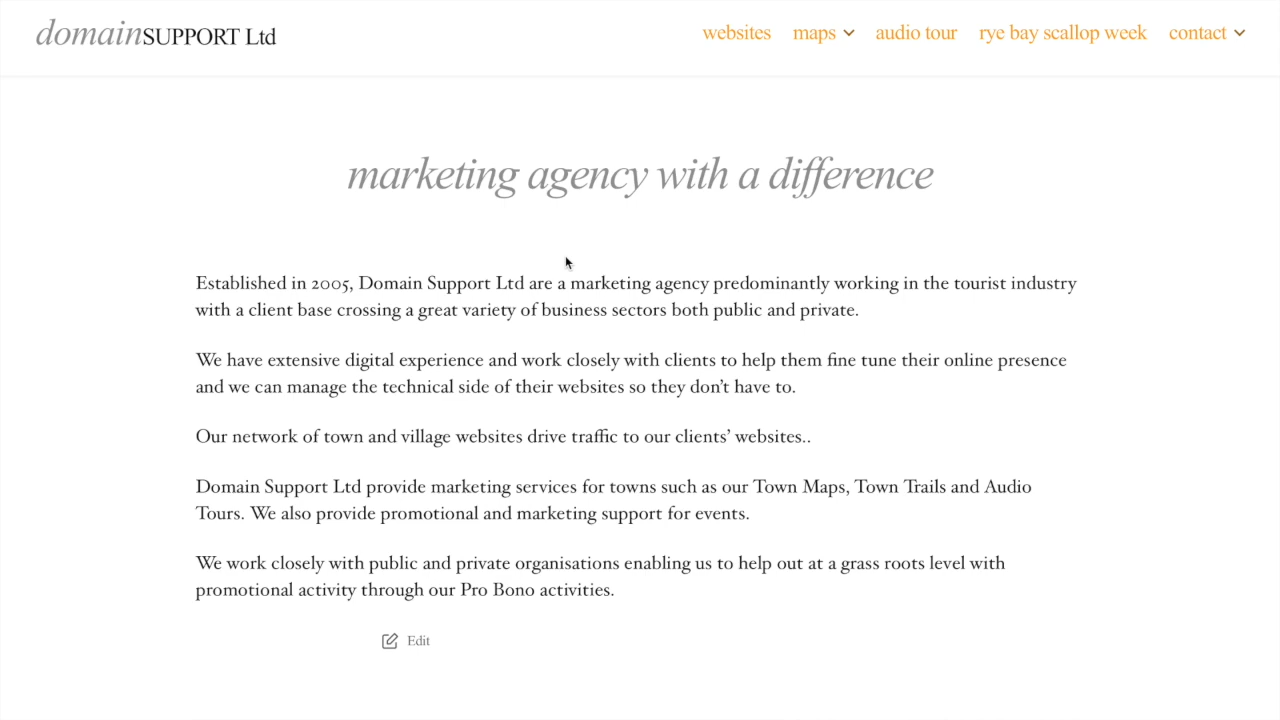 domainSUPPORT Ltd
websites maps audio tour rye bay scallop week contact
marketing agency with a difference
Established in 2005, Domain Support Ltd are a marketing agency predominantly working in the tourist industry
with a client base crossing a great variety of business sectors both public and private.
We have extensive digital experience and work closely with clients to help them fine tune their online presence
and we can manage the technical side of their websites so they don’t have to.
Our network of town and village websites drive traffic to our clients’ websites..
Domain Support Ltd provide marketing services for towns such as our Town Maps, Town Trails and Audio
Tours. We also provide promotional and marketing support for events.
We work closely with public and private organisations enabling us to help out at a grass roots level with
promotional activity through our Pro Bono activities.
Edit